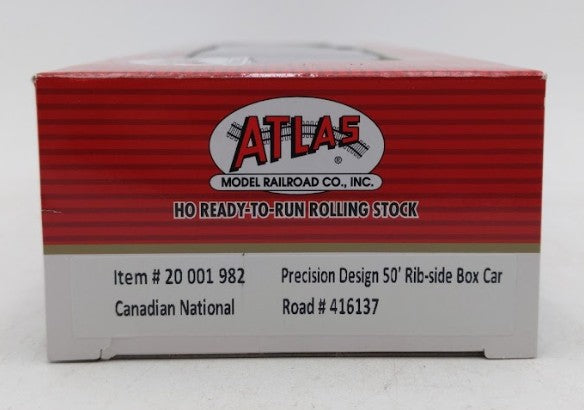 ATLAS
®
MODEL RAILROAD CO., INC.
HO READY-TO-RUN ROLLING STOCK
Item # 20 001 982 Precision Design 50' Rib-side Box Car
Canadian National Road # 416137